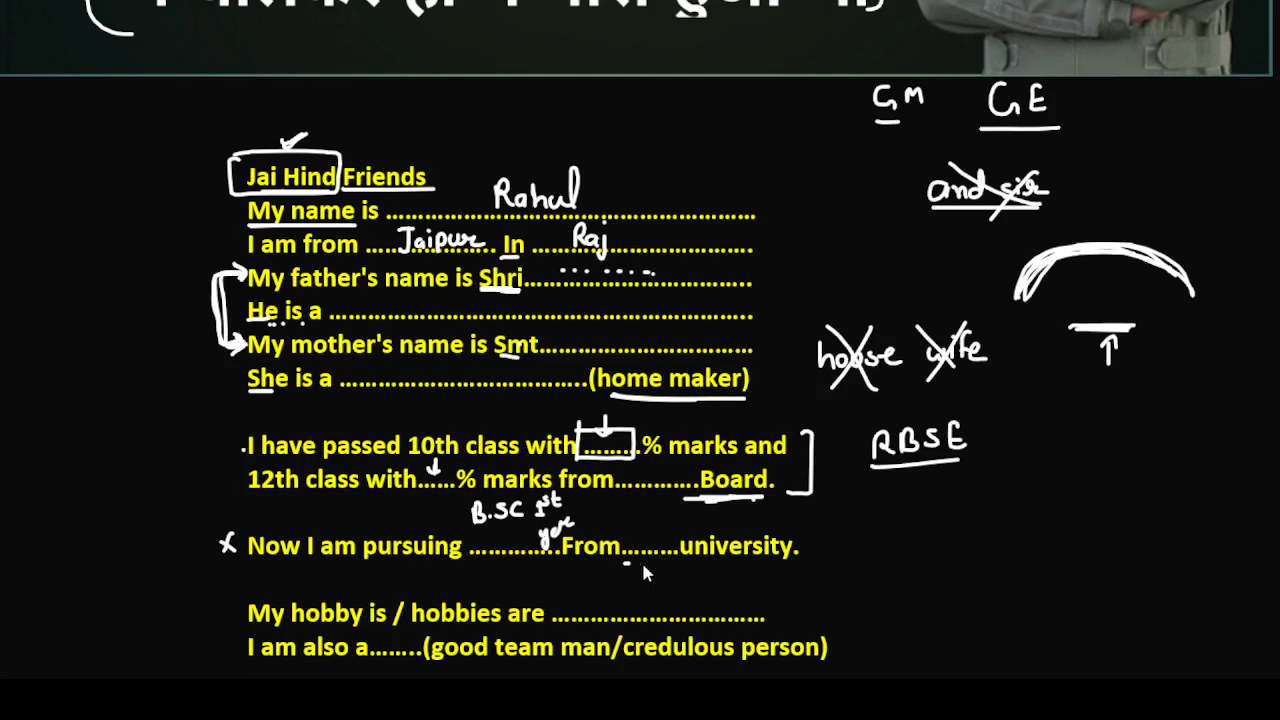 G M G E
Jai Hind Friends
and sir
My name is ………………………………………………… Rahul
I am from …… Jaipur ……. In …… Raj …………………….
My father's name is Shri……………………………..
He is a …………………………………………………………..
My mother's name is Smt…………………………….
house wife
She is a …………………………………..(home maker)
I have passed 10th class with ………% marks and
RBSE
12th class with……% marks from………….Board.
B.SC 1st
Now I am pursuing …………..From………university.
My hobby is / hobbies are ……………………………
I am also a……..(good team man/credulous person)